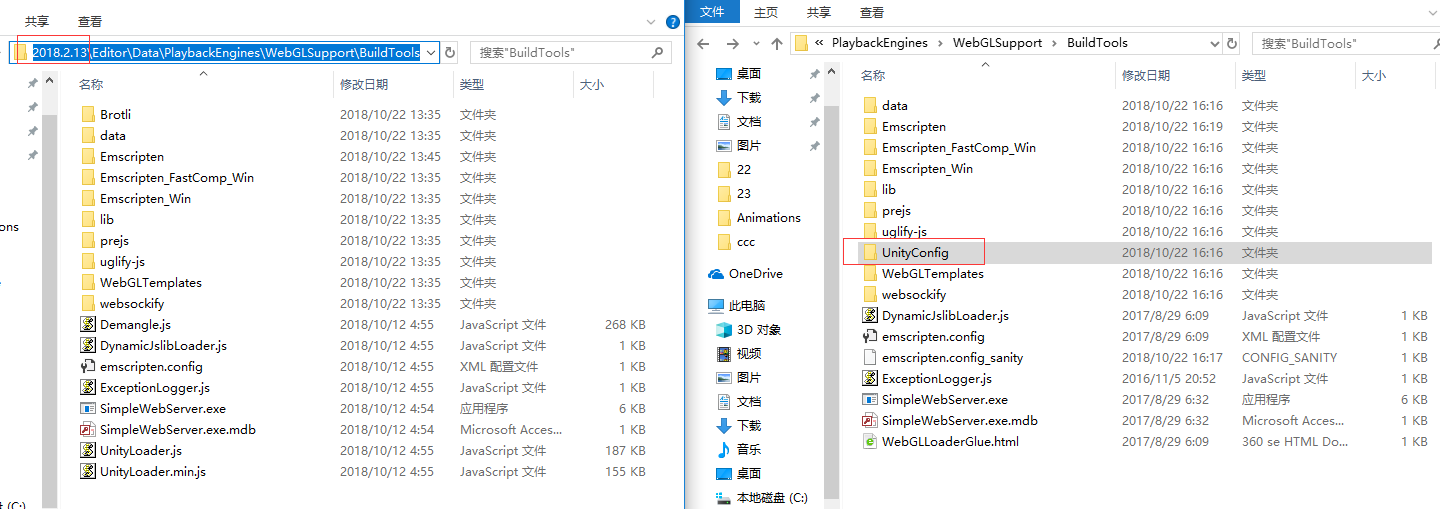 共享
查看
2018.2.13\Editor\Data\PlaybackEngines\WebGLSupport\BuildTools
搜索"BuildTools"
名称 修改日期 类型 大小
Brotli 2018/10/22 13:35 文件夹
data 2018/10/22 13:35 文件夹
Emscripten 2018/10/22 13:45 文件夹
Emscripten_FastComp_Win 2018/10/22 13:35 文件夹
Emscripten_Win 2018/10/22 13:35 文件夹
lib 2018/10/22 13:35 文件夹
prejs 2018/10/22 13:35 文件夹
uglify-js 2018/10/22 13:35 文件夹
WebGLTemplates 2018/10/22 13:35 文件夹
websockify 2018/10/22 13:35 文件夹
Demangle.js 2018/10/12 4:55 JavaScript 文件 268 KB
DynamicJslibLoader.js 2018/10/12 4:55 JavaScript 文件 1 KB
emscripten.config 2018/10/12 4:55 XML 配置文件 1 KB
ExceptionLogger.js 2018/10/12 4:55 JavaScript 文件 1 KB
SimpleWebServer.exe 2018/10/12 4:54 应用程序 6 KB
SimpleWebServer.exe.mdb 2018/10/12 4:54 Microsoft Acces... 1 KB
UnityLoader.js 2018/10/12 4:55 JavaScript 文件 187 KB
UnityLoader.min.js 2018/10/12 4:55 JavaScript 文件 155 KB
ons
(C:)
文件
主页
共享
查看
« PlaybackEngines > WebGLSupport > BuildTools
搜索"BuildTools"
桌面
下载
文档
图片
22
23
Animations
ccc
OneDrive
此电脑
3D 对象
视频
图片
文档
下载
音乐
桌面
本地磁盘 (C:)
名称 修改日期 类型 大小
data 2018/10/22 16:16 文件夹
Emscripten 2018/10/22 16:19 文件夹
Emscripten_FastComp_Win 2018/10/22 16:16 文件夹
Emscripten_Win 2018/10/22 16:16 文件夹
lib 2018/10/22 16:16 文件夹
prejs 2018/10/22 16:16 文件夹
uglify-js 2018/10/22 16:16 文件夹
UnityConfig 2018/10/22 16:16 文件夹
WebGLTemplates 2018/10/22 16:16 文件夹
websockify 2018/10/22 16:16 文件夹
DynamicJslibLoader.js 2017/8/29 6:09 JavaScript 文件 1 KB
emscripten.config 2017/8/29 6:09 XML 配置文件 1 KB
emscripten.config_sanity 2018/10/22 16:17 CONFIG_SANITY 1 KB
ExceptionLogger.js 2016/11/5 20:52 JavaScript 文件 1 KB
SimpleWebServer.exe 2017/8/29 6:32 应用程序 6 KB
SimpleWebServer.exe.mdb 2017/8/29 6:32 Microsoft Acces... 1 KB
WebGLLoaderGlue.html 2017/8/29 6:09 360 se HTML Do... 1 KB